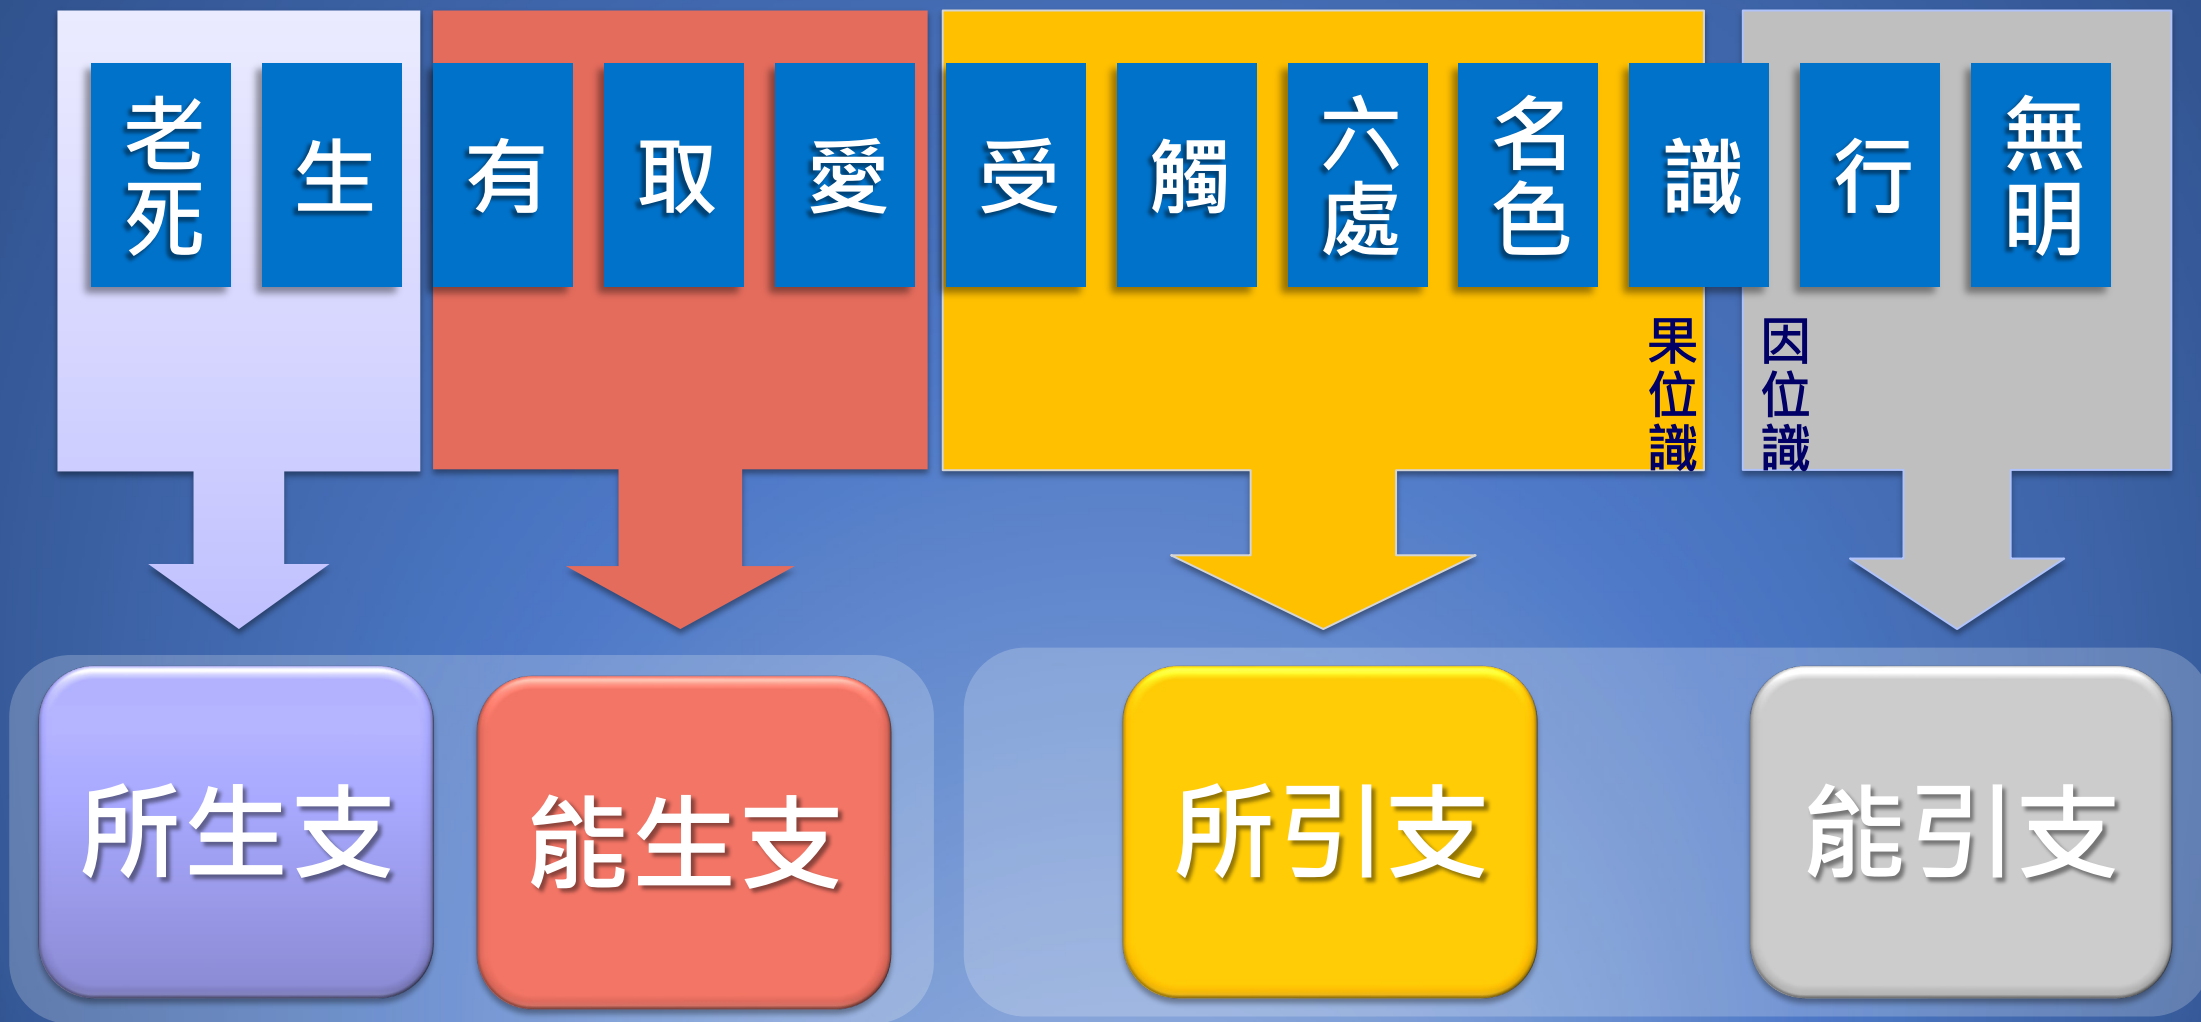 老死
生
有
取
愛
受
觸
六處
名色
識
行
無明
果位識
因位識
所生支
能生支
所引支
能引支